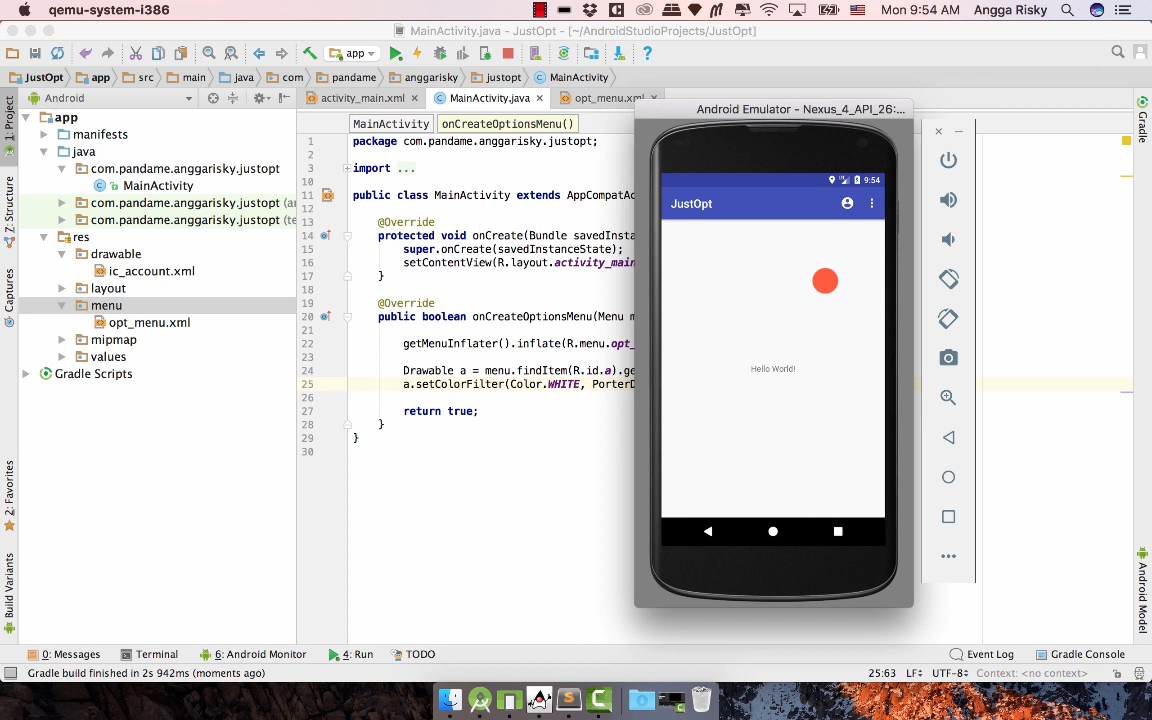 qemu-system-i386
Mon 9:54 AM Angga Risky
MainActivity.java - JustOpt - [~/AndroidStudioProjects/JustOpt]
app
JustOpt app src main java com pandame anggarisky justopt MainActivity
1: Project
Z: Structure
Captures
2: Favorites
Build Variants
Android
app
manifests
java
com.pandame.anggarisky.justopt
MainActivity
com.pandame.anggarisky.justopt
com.pandame.anggarisky.justopt
res
drawable
ic_account.xml
layout
menu
opt_menu.xml
mipmap
values
Gradle Scripts
activity_main.xml MainActivity.java opt_menu.xml
MainActivity onCreateOptionsMenu()
1 package com.pandame.anggarisky.justopt;
2
3 import ...
10
11 public class MainActivity extends AppCompatAc
12
13 @Override
14 protected void onCreate(Bundle savedInsta
15 super.onCreate(savedInstanceState);
16 setContentView(R.layout.activity_main
17 }
18
19 @Override
20 public boolean onCreateOptionsMenu(Menu m
21
22 getMenuInflater().inflate(R.menu.opt_
23
24 Drawable a = menu.findItem(R.id.a).ge
25 a.setColorFilter(Color.WHITE, PorterD
26
27 return true;
28 }
29 }
30
Android Emulator - Nexus_4_API_26:...
9:54
JustOpt
Hello World!
Gradle
Android Model
0: Messages Terminal 6: Android Monitor 4: Run TODO Event Log Gradle Console
Gradle build finished in 2s 942ms (moments ago) 25:63 LF UTF-8 Context: <no context>